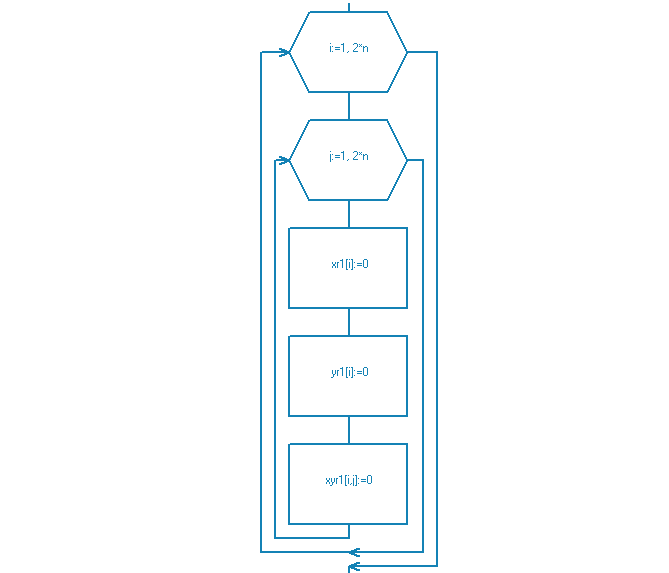 i:=1, 2*n
j:=1, 2*n
xr1[i]:=0
yr1[i]:=0
xyr1[i,j]:=0